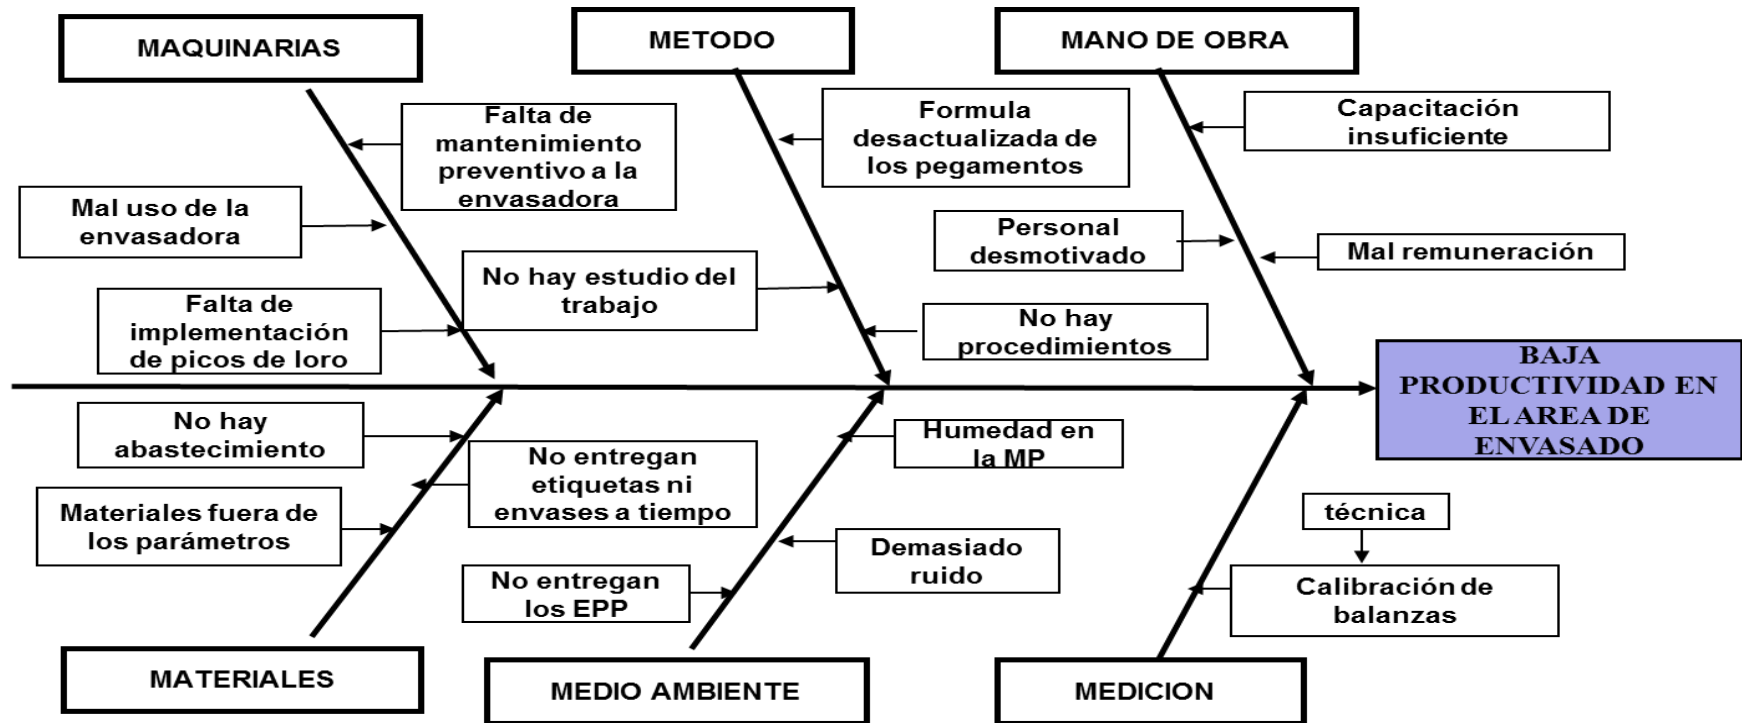 MAQUINARIAS
METODO
MANO DE OBRA
Falta de
mantenimiento
preventivo a la
envasadora
Formula
desactualizada de
los pegamentos
Capacitación
insuficiente
Mal uso de la
envasadora
Personal
desmotivado
Mal remuneración
No hay estudio del
trabajo
Falta de
implementación
de picos de loro
No hay
procedimientos
BAJA
PRODUCTIVIDAD EN
EL AREA DE
ENVASADO
No hay
abastecimiento
No entregan
etiquetas ni
envases a tiempo
Humedad en
la MP
Materiales fuera de
los parámetros
técnica
Demasiado
ruido
No entregan
los EPP
Calibración de
balanzas
MATERIALES
MEDIO AMBIENTE
MEDICION